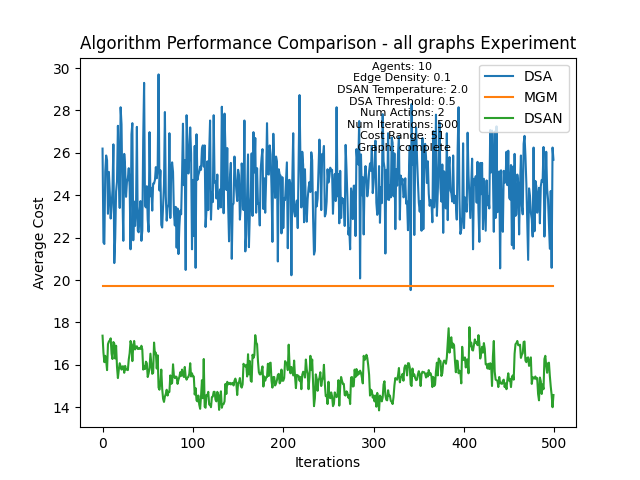 Algorithm Performance Comparison - all graphs Experiment
Agents: 10
Edge Density: 0.1
DSAN Temperature: 2.0
DSA Threshold: 0.5
Num Actions: 2
Num Iterations: 500
Cost Range: 51
Graph: complete
DSA
MGM
DSAN
Average Cost
30
28
26
24
22
20
18
16
14
0
100
200
300
400
500
Iterations